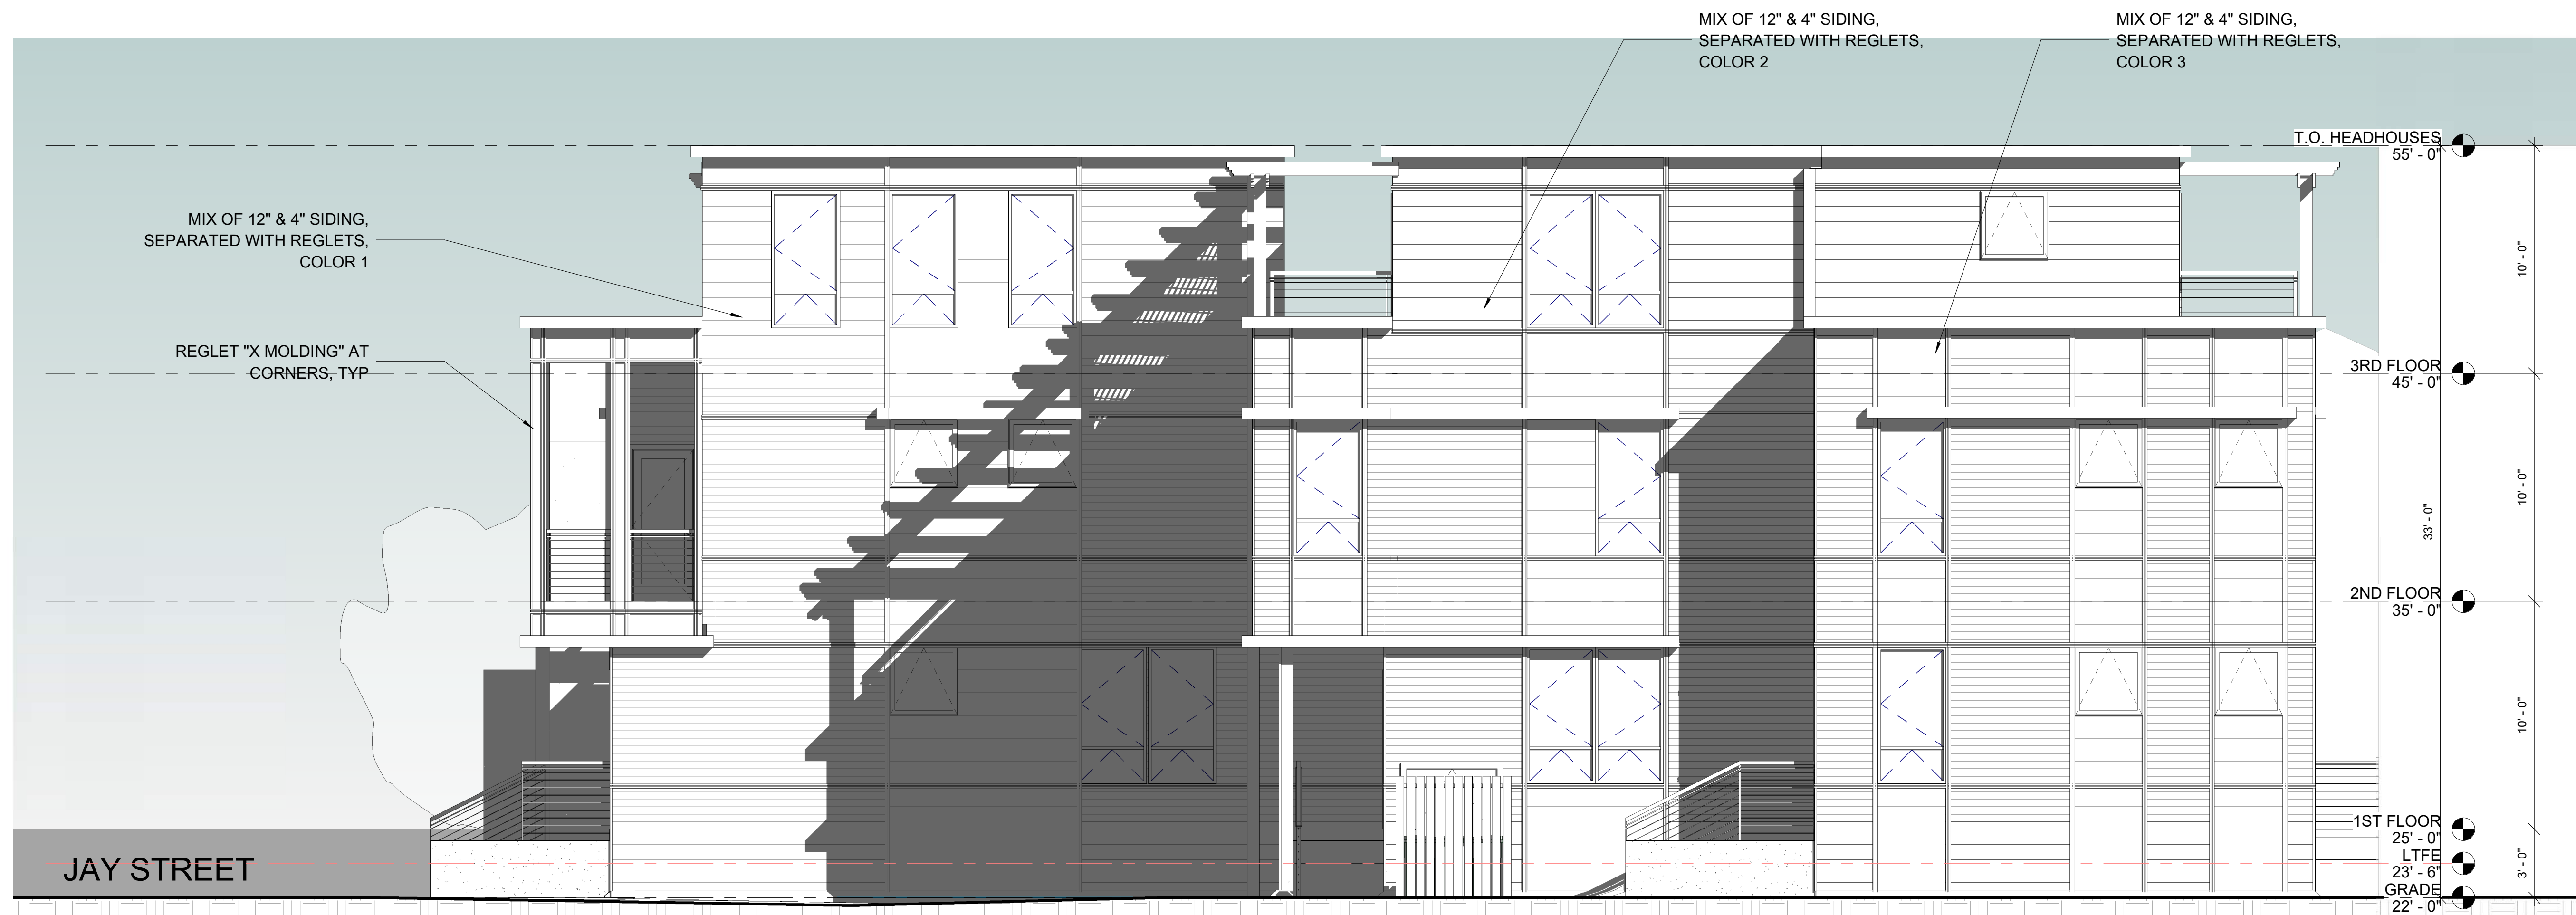 MIX OF 12" & 4" SIDING,
SEPARATED WITH REGLETS,
COLOR 2
MIX OF 12" & 4" SIDING,
SEPARATED WITH REGLETS,
COLOR 3
MIX OF 12" & 4" SIDING,
SEPARATED WITH REGLETS,
COLOR 1
REGLET "X MOLDING" AT
CORNERS, TYP
T.O. HEADHOUSES
55' - 0"
10' - 0"
3RD FLOOR
45' - 0"
10' - 0"
33' - 0"
2ND FLOOR
35' - 0"
10' - 0"
1ST FLOOR
25' - 0"
LTFE
23' - 6"
3' - 0"
GRADE
22' - 0"
JAY STREET